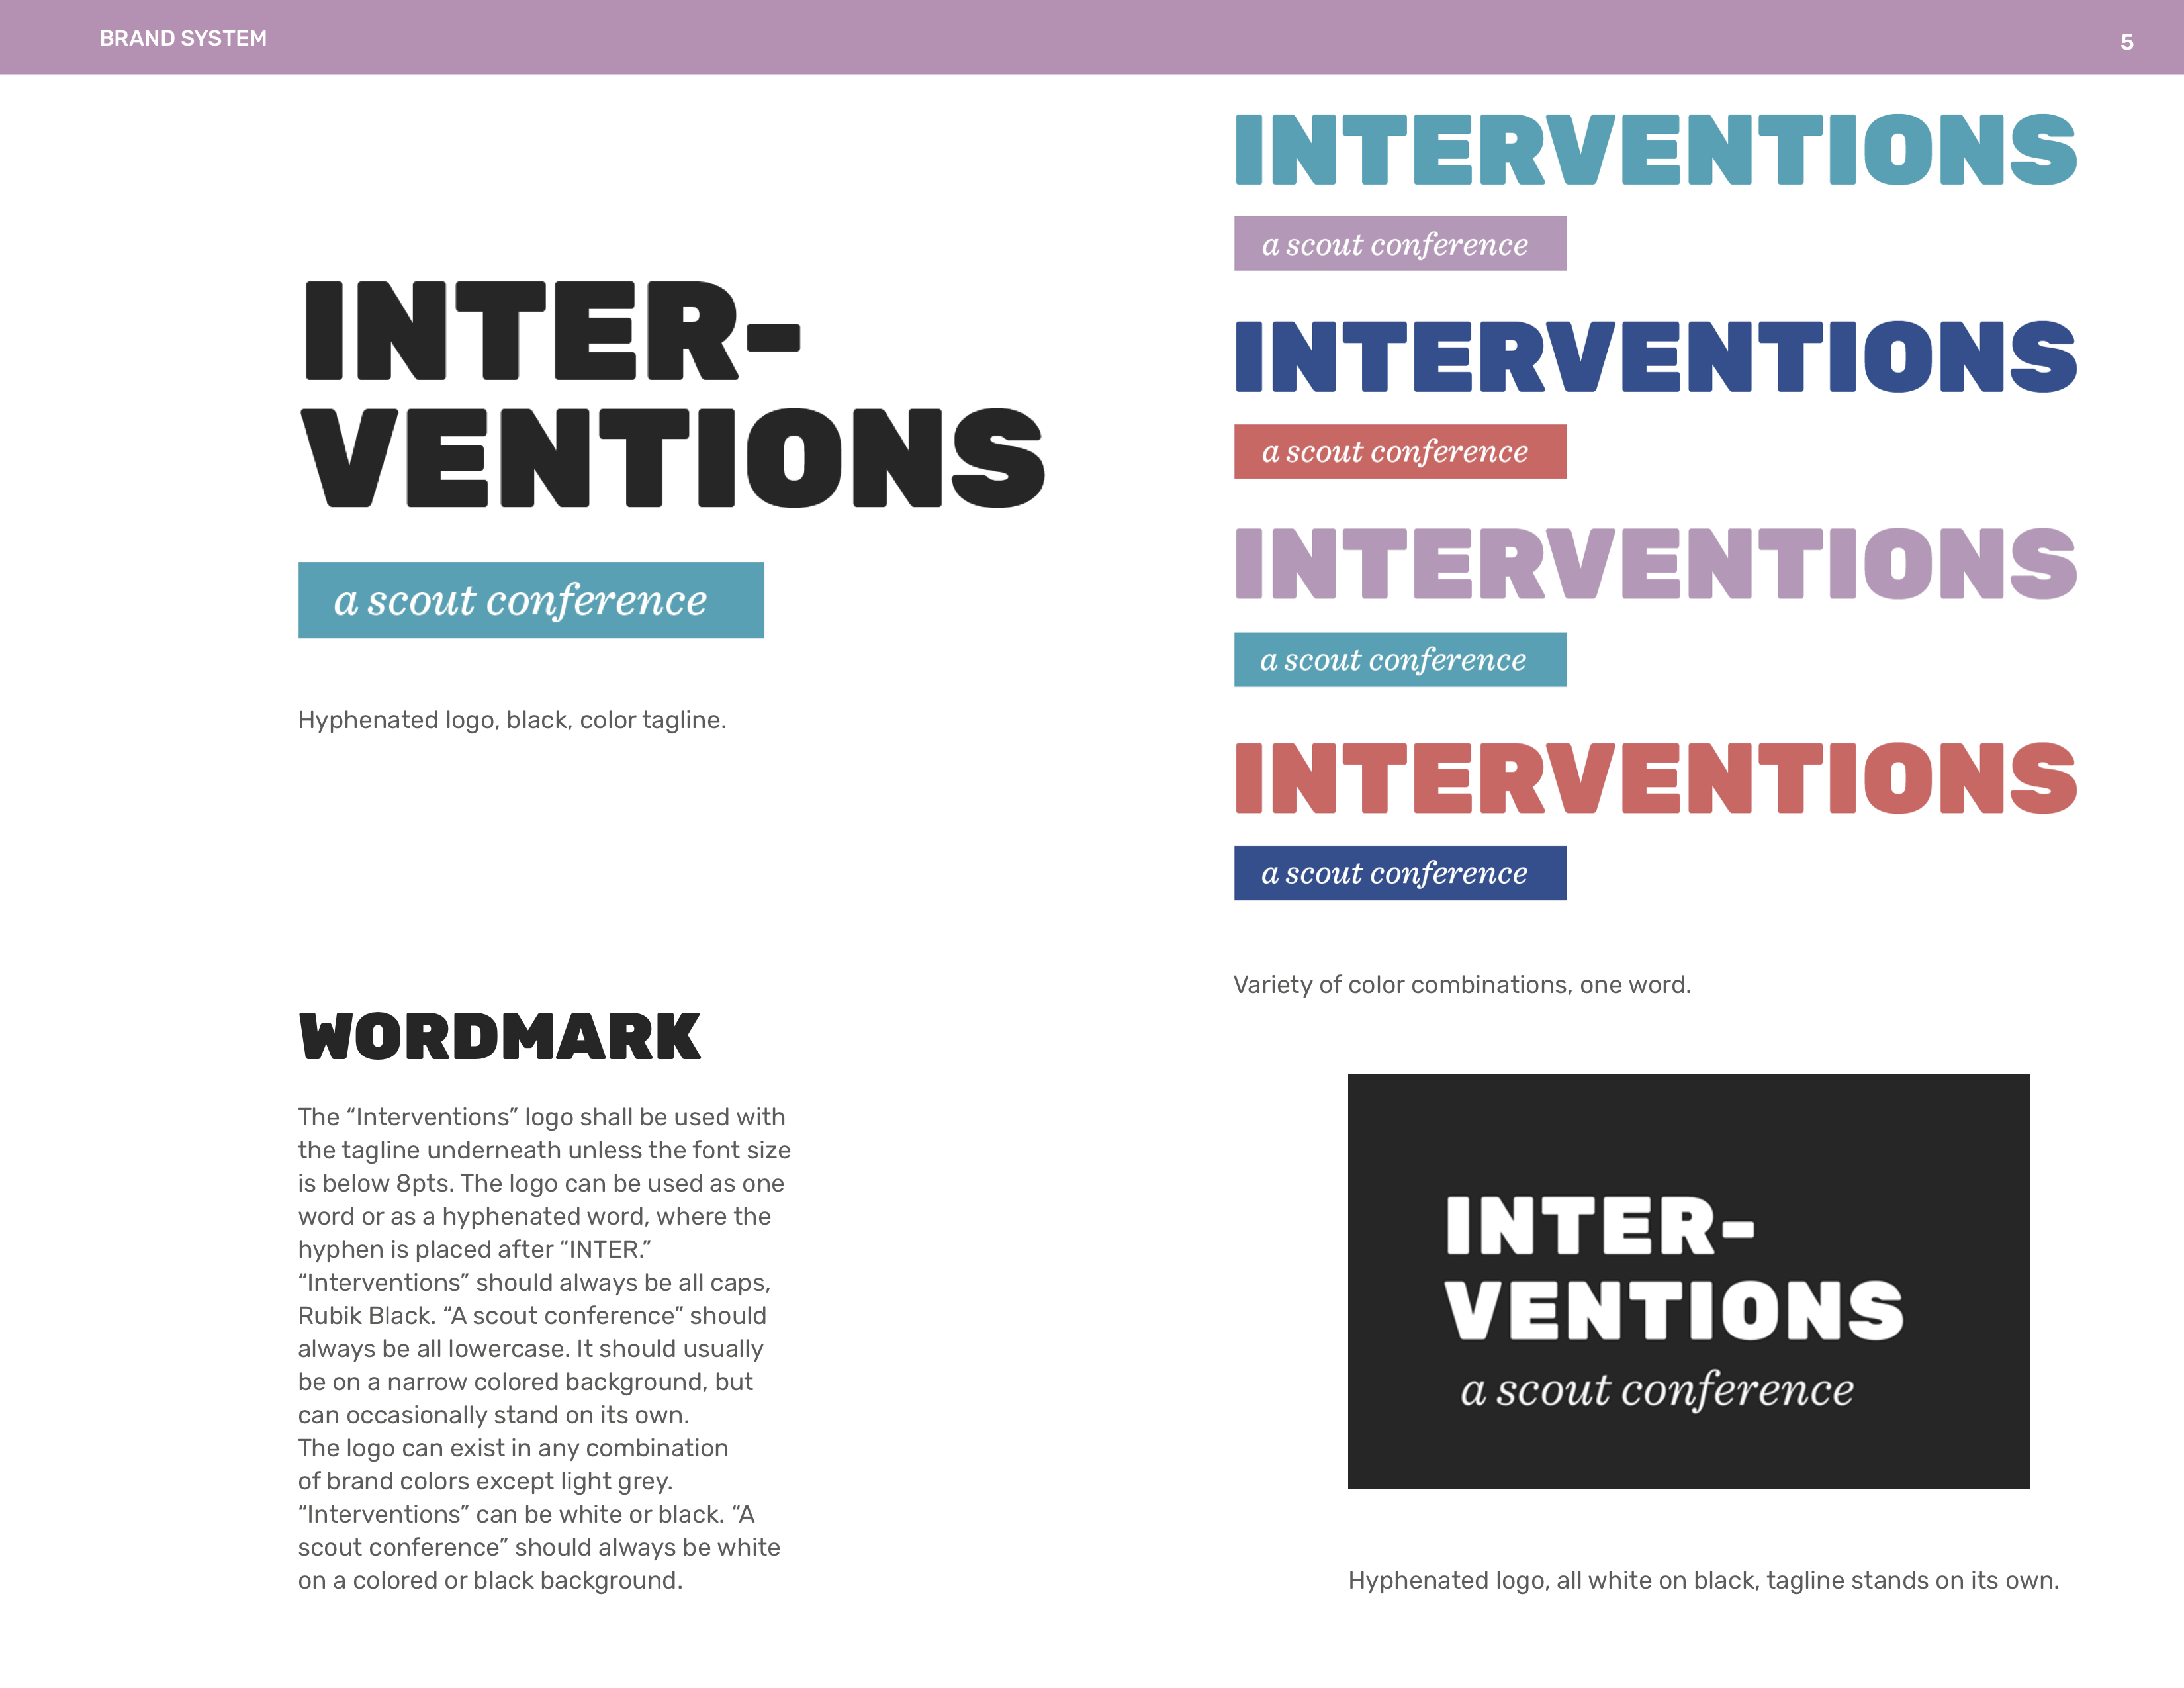 BRAND SYSTEM
5
INTER-
VENTIONS
a scout conference
Hyphenated logo, black, color tagline.
WORDMARK
The “Interventions” logo shall be used with
the tagline underneath unless the font size
is below 8pts. The logo can be used as one
word or as a hyphenated word, where the
hyphen is placed after “INTER.”
“Interventions” should always be all caps,
Rubik Black. “A scout conference” should
always be all lowercase. It should usually
be on a narrow colored background, but
can occasionally stand on its own.
The logo can exist in any combination
of brand colors except light grey.
“Interventions” can be white or black. “A
scout conference” should always be white
on a colored or black background.
INTERVENTIONS
a scout conference
INTERVENTIONS
a scout conference
INTERVENTIONS
a scout conference
INTERVENTIONS
a scout conference
Variety of color combinations, one word.
INTER-
VENTIONS
a scout conference
Hyphenated logo, all white on black, tagline stands on its own.